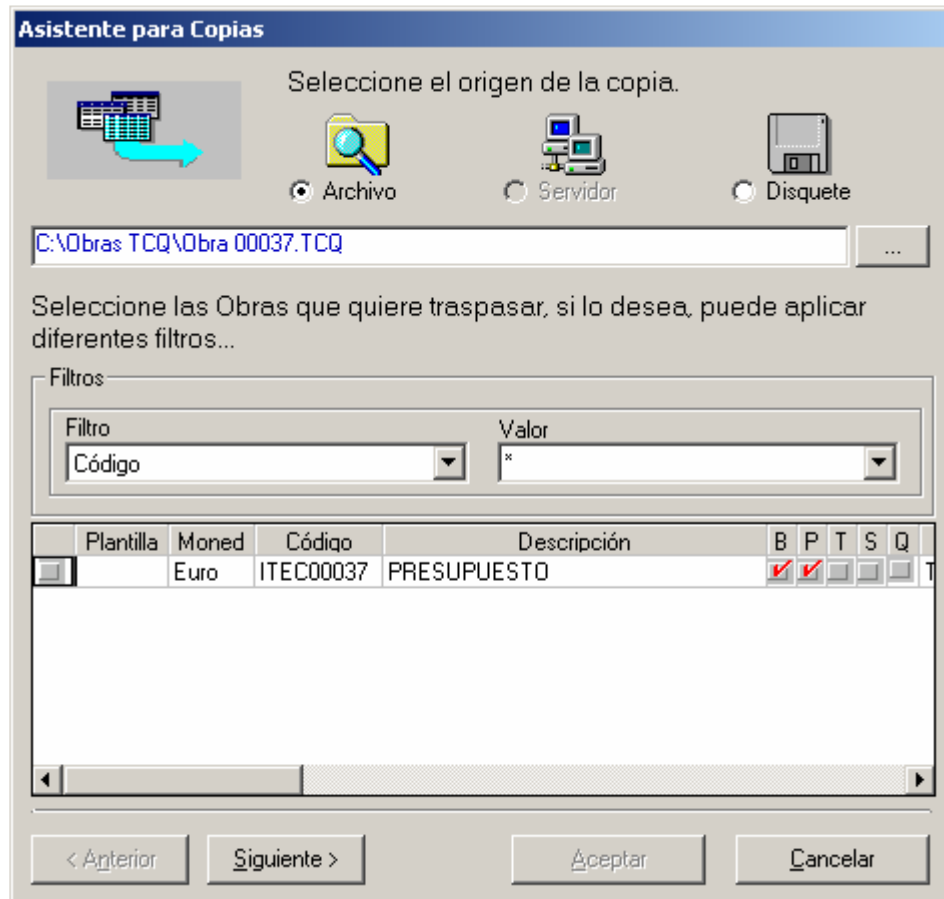 Asistente para Copias
Seleccione el origen de la copia.
Archivo
Servidor
Disquete
C:\Obras TCQ\Obra 00037.TCQ
...
Seleccione las Obras que quiere traspasar, si lo desea, puede aplicar
diferentes filtros...
Filtros
Filtro
Valor
Código
*
Plantilla Moned Código Descripción B P T S Q
Euro ITEC00037 PRESUPUESTO T
< Anterior
Siguiente >
Aceptar
Cancelar